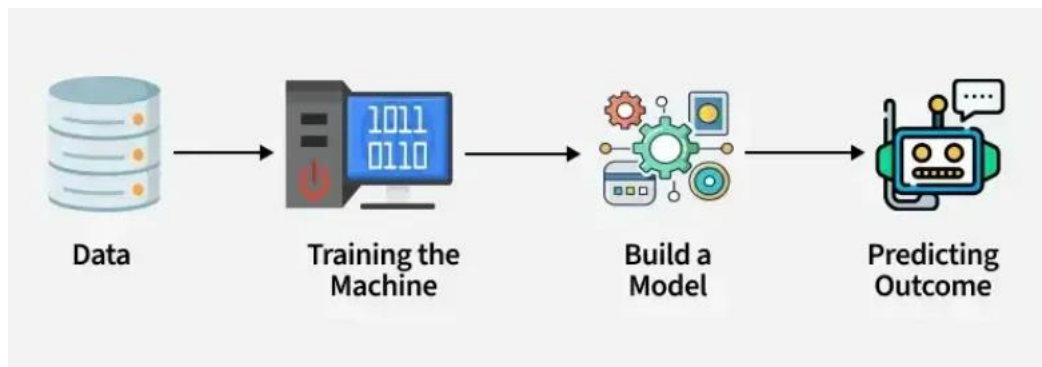 1011
0110
Data
Training the
Machine
Build a
Model
Predicting
Outcome